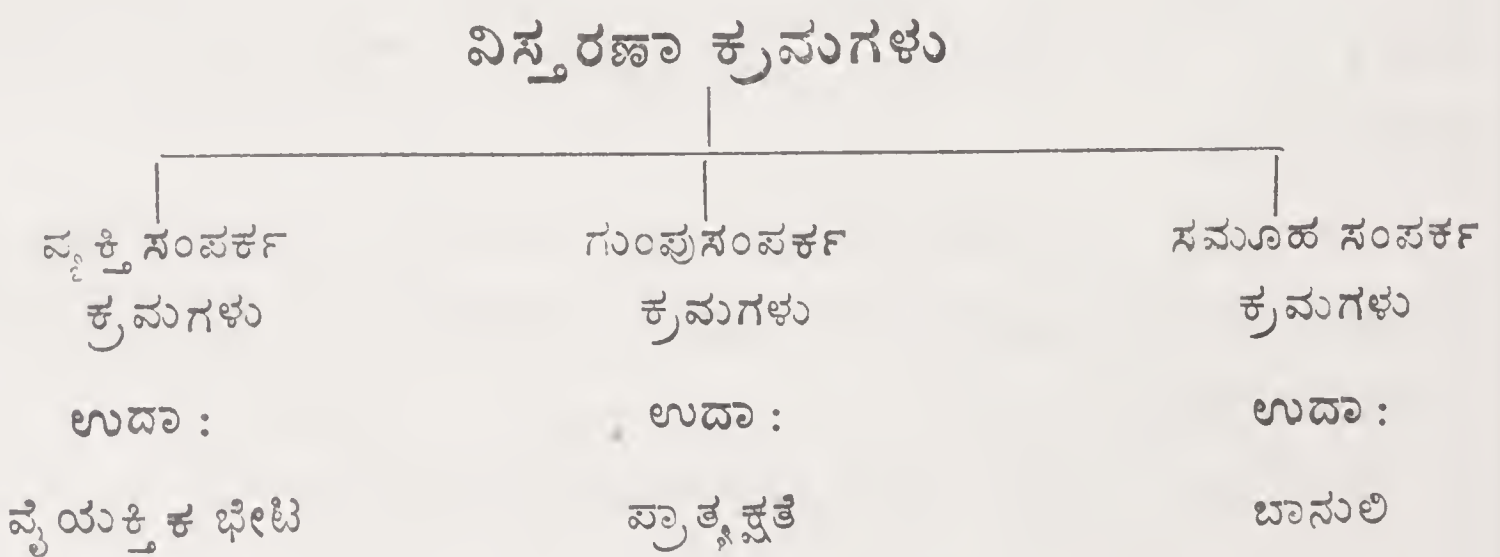 ವಿಸ್ತರಣಾ ಕ್ರಮಗಳು
ವ್ಯಕ್ತಿ ಸಂಪರ್ಕ
ಕ್ರಮಗಳು
ಉದಾ :
ವೈಯಕ್ತಿಕ ಭೇಟಿ
ಗುಂಪುಸಂಪರ್ಕ
ಕ್ರಮಗಳು
ಉದಾ :
ಪ್ರಾತ್ಯಕ್ಷತೆ
ಸಮೂಹ ಸಂಪರ್ಕ
ಕ್ರಮಗಳು
ಉದಾ :
ಬಾನುಲಿ